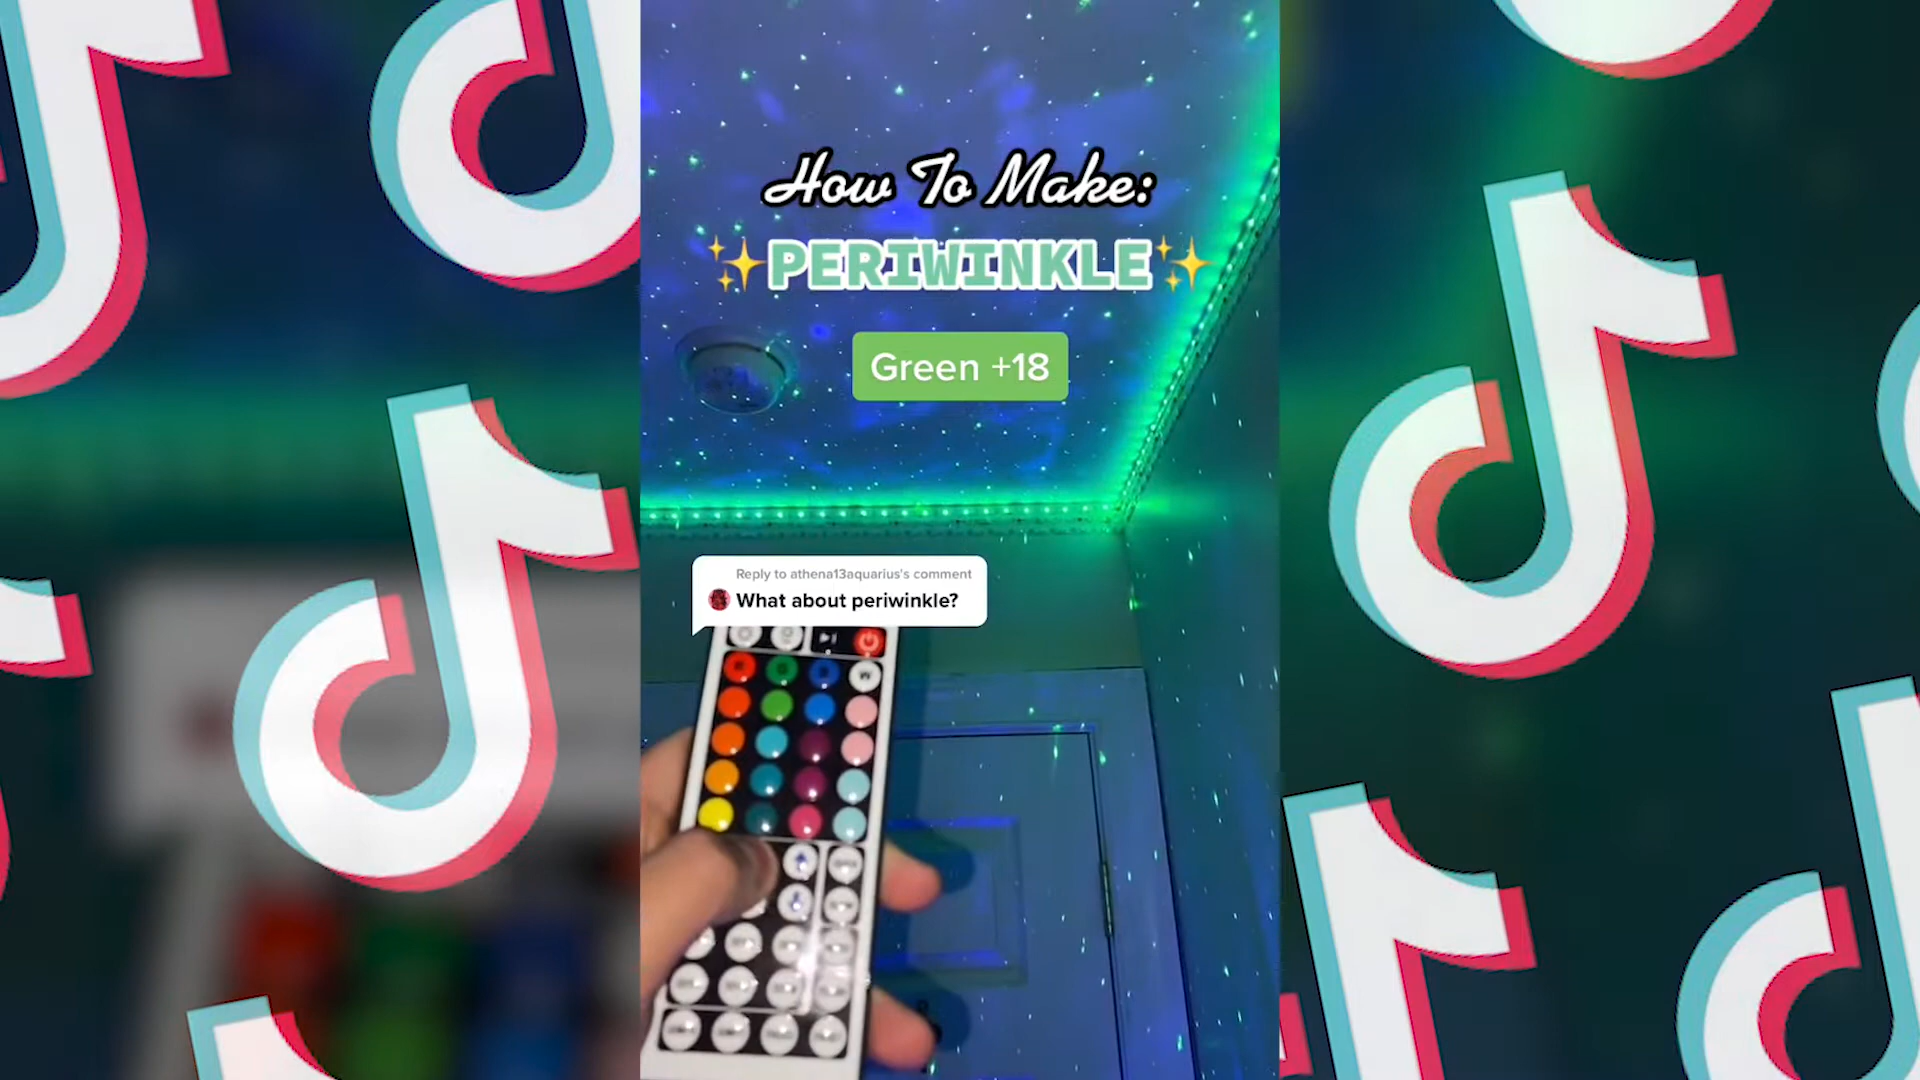 How To Make:
✨PERIWINKLE✨
Green +18
Reply to athena13aquarius's comment
What about periwinkle?
W